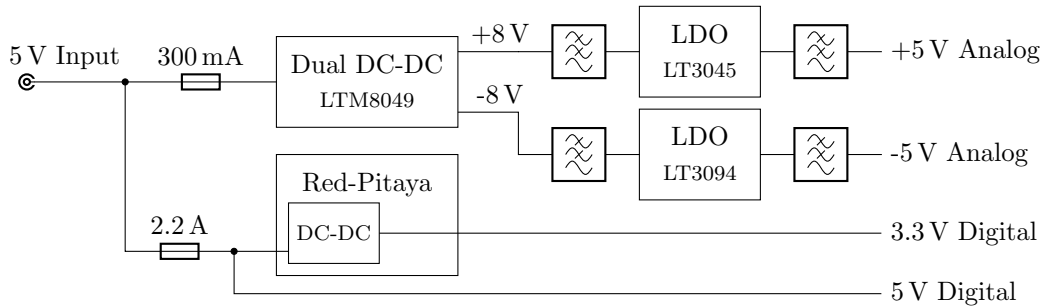 5 V Input
300 mA
Dual DC-DC
LTM8049
+8 V
-8 V
LDO
LT3045
+5 V Analog
LDO
LT3094
-5 V Analog
Red-Pitaya
DC-DC
2.2 A
3.3 V Digital
5 V Digital